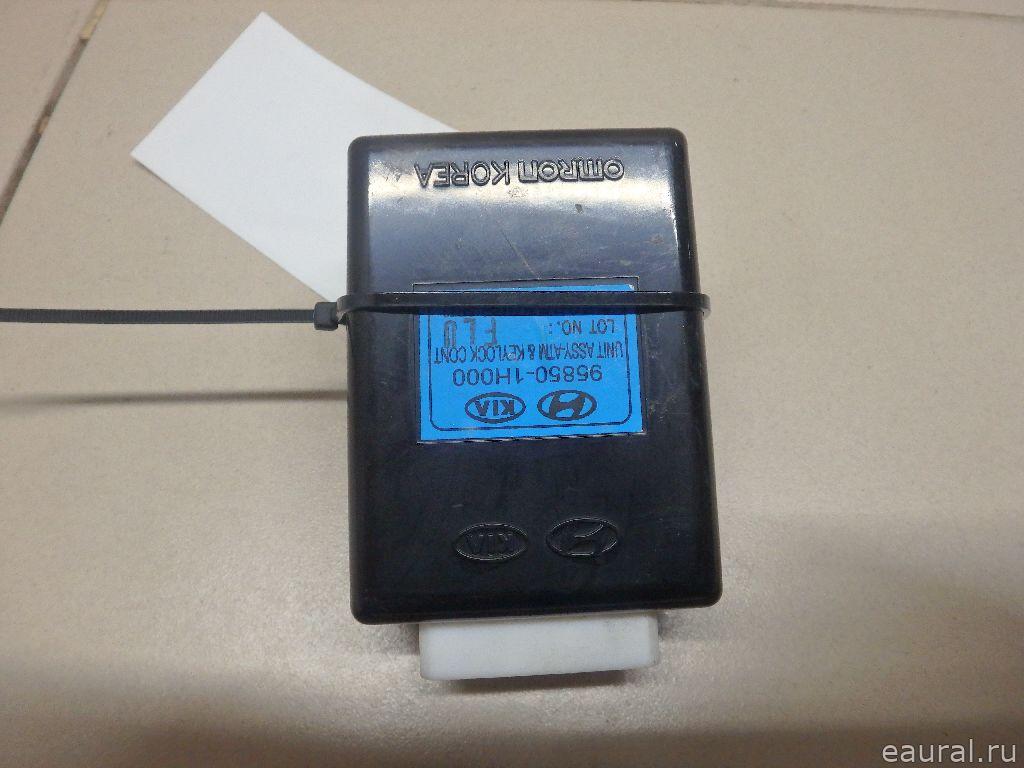 OMRON KOREA
KIA
KIA
95850-1H000
UNIT ASSY-ATM & KEYLOCK CONT
LOT NO.:
FLU
eaural.ru